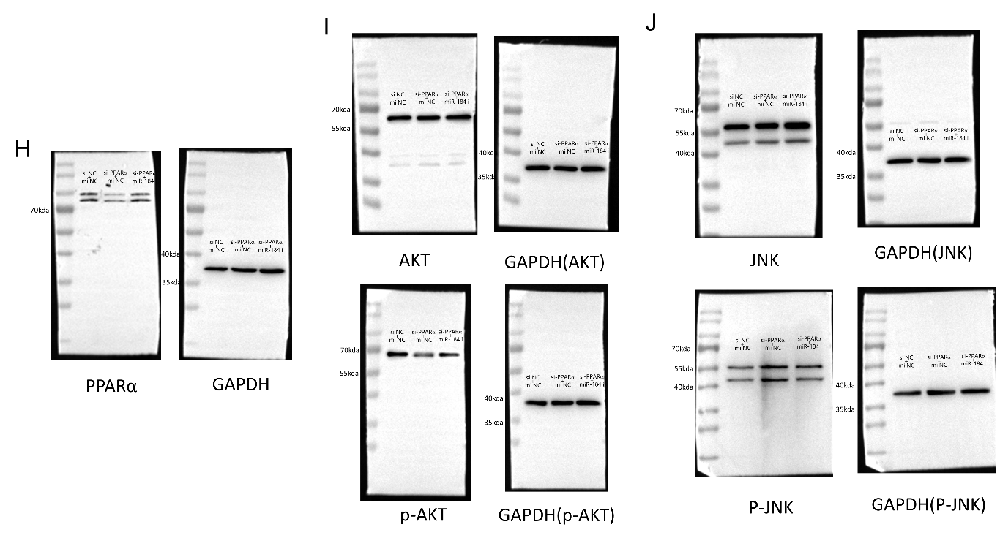 H
si NC
+
mi NC
si-PPARα
+
mi NC
si-PPARα
+
miR-184
70kda
PPARα
si NC
+
mi NC
si-PPARα
+
mi NC
si-PPARα
+
miR-184 i
40kda
35kda
GAPDH
I
si NC
+
mi NC
si-PPARα
+
mi NC
si-PPARα
+
miR-184 i
70kda
55kda
AKT
si NC
+
mi NC
si-PPARα
+
mi NC
si-PPARα
+
miR-184 i
40kda
35kda
GAPDH(AKT)
si NC
+
mi NC
si-PPARα
+
mi NC
si-PPARα
+
miR-184 i
70kda
55kda
p-AKT
si NC
+
mi NC
si-PPARα
+
mi NC
si-PPARα
+
miR-184 i
40kda
35kda
GAPDH(p-AKT)
J
si NC
+
mi NC
si-PPARα
+
mi NC
si-PPARα
+
miR-184 i
70kda
55kda
40kda
JNK
si NC
+
mi NC
si-PPARα
+
mi NC
si-PPARα
+
miR-184 i
40kda
35kda
GAPDH(JNK)
si NC
+
mi NC
si-PPARα
+
mi NC
si-PPARα
+
miR-184 i
70kda
55kda
40kda
P-JNK
si NC
+
mi NC
si-PPARα
+
mi NC
si-PPARα
+
miR-184 i
40kda
35kda
GAPDH(P-JNK)